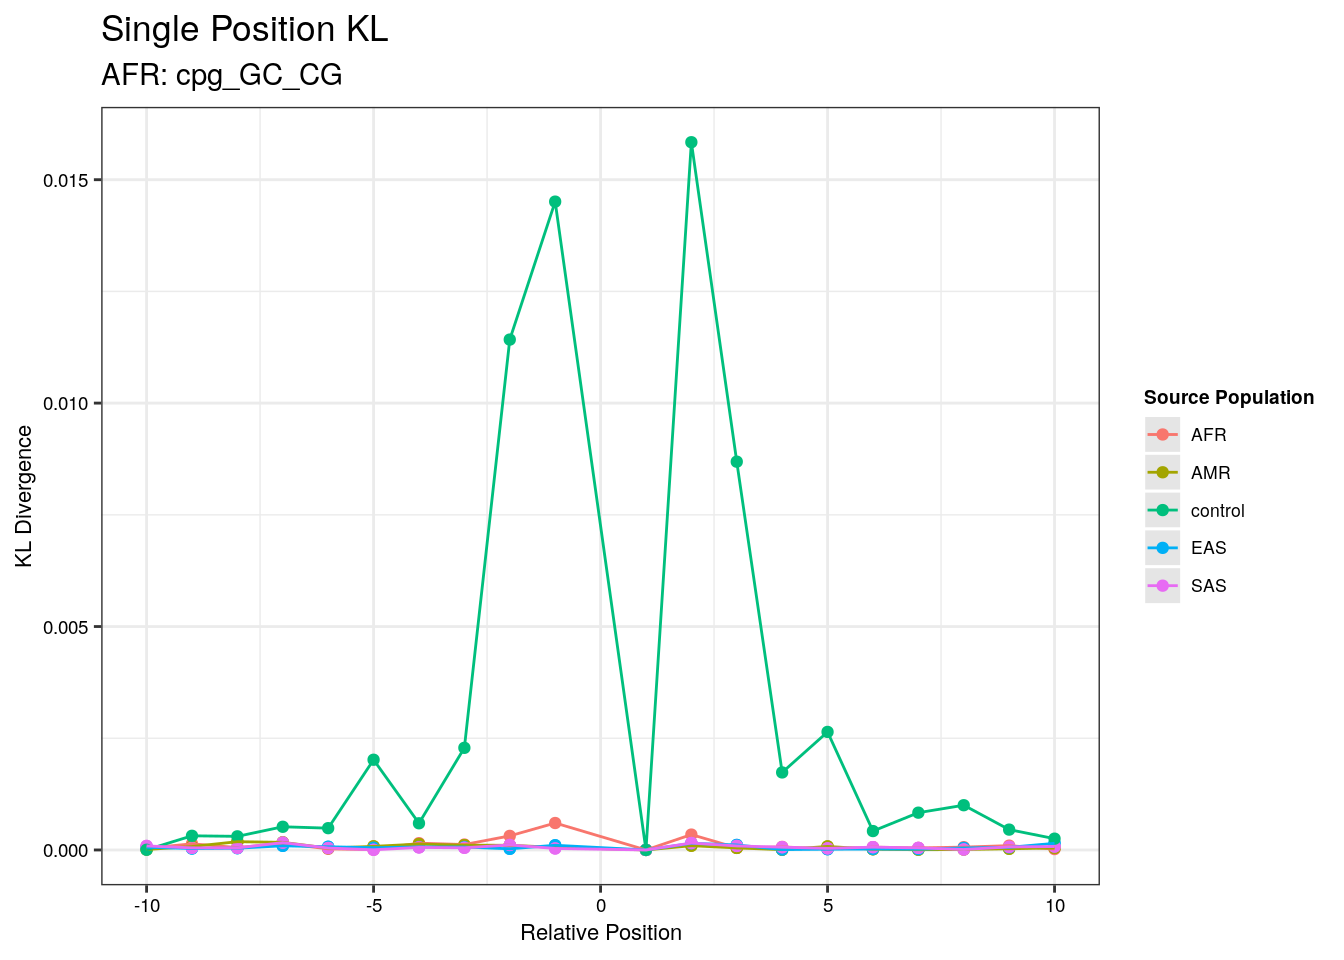 Single Position KL
AFR: cpg_GC_CG
KL Divergence
0.015
0.010
0.005
0.000
-10
-5
0
5
10
Relative Position
Source Population
AFR
AMR
control
EAS
SAS